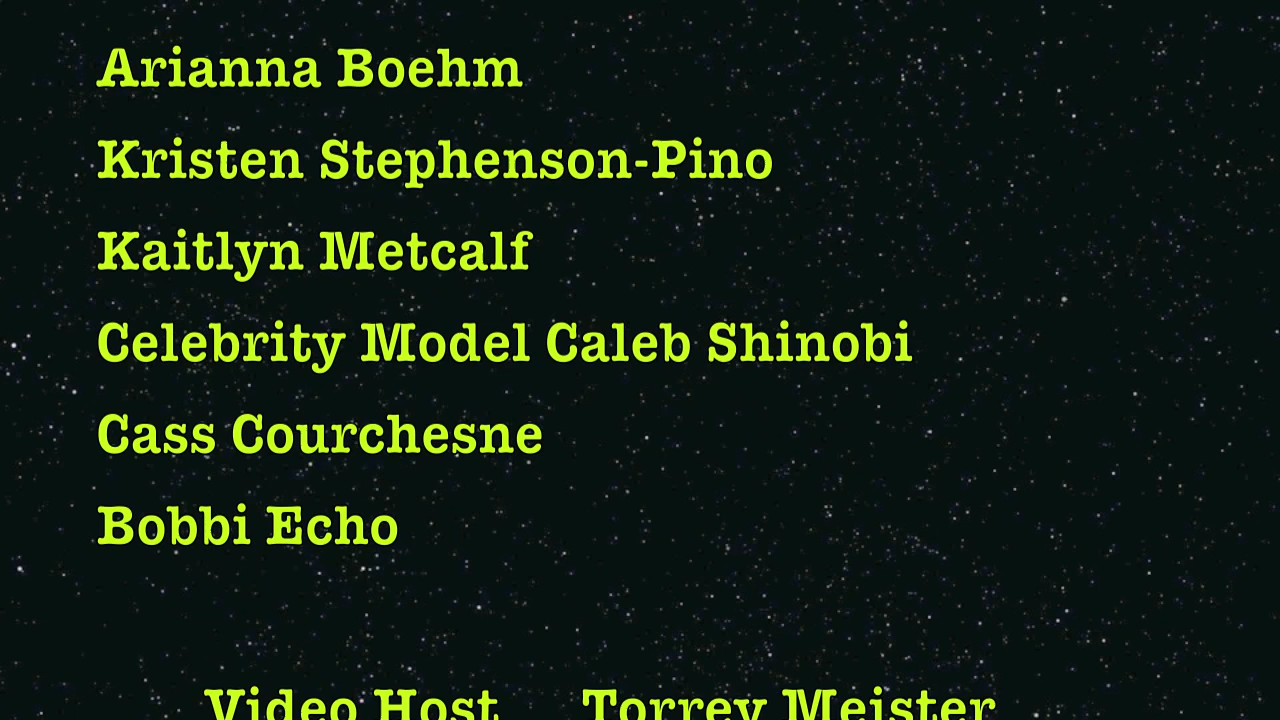 Arianna Boehm
Kristen Stephenson-Pino
Kaitlyn Metcalf
Celebrity Model Caleb Shinobi
Cass Courchesne
Bobbi Echo
Video Host Torrey Meister